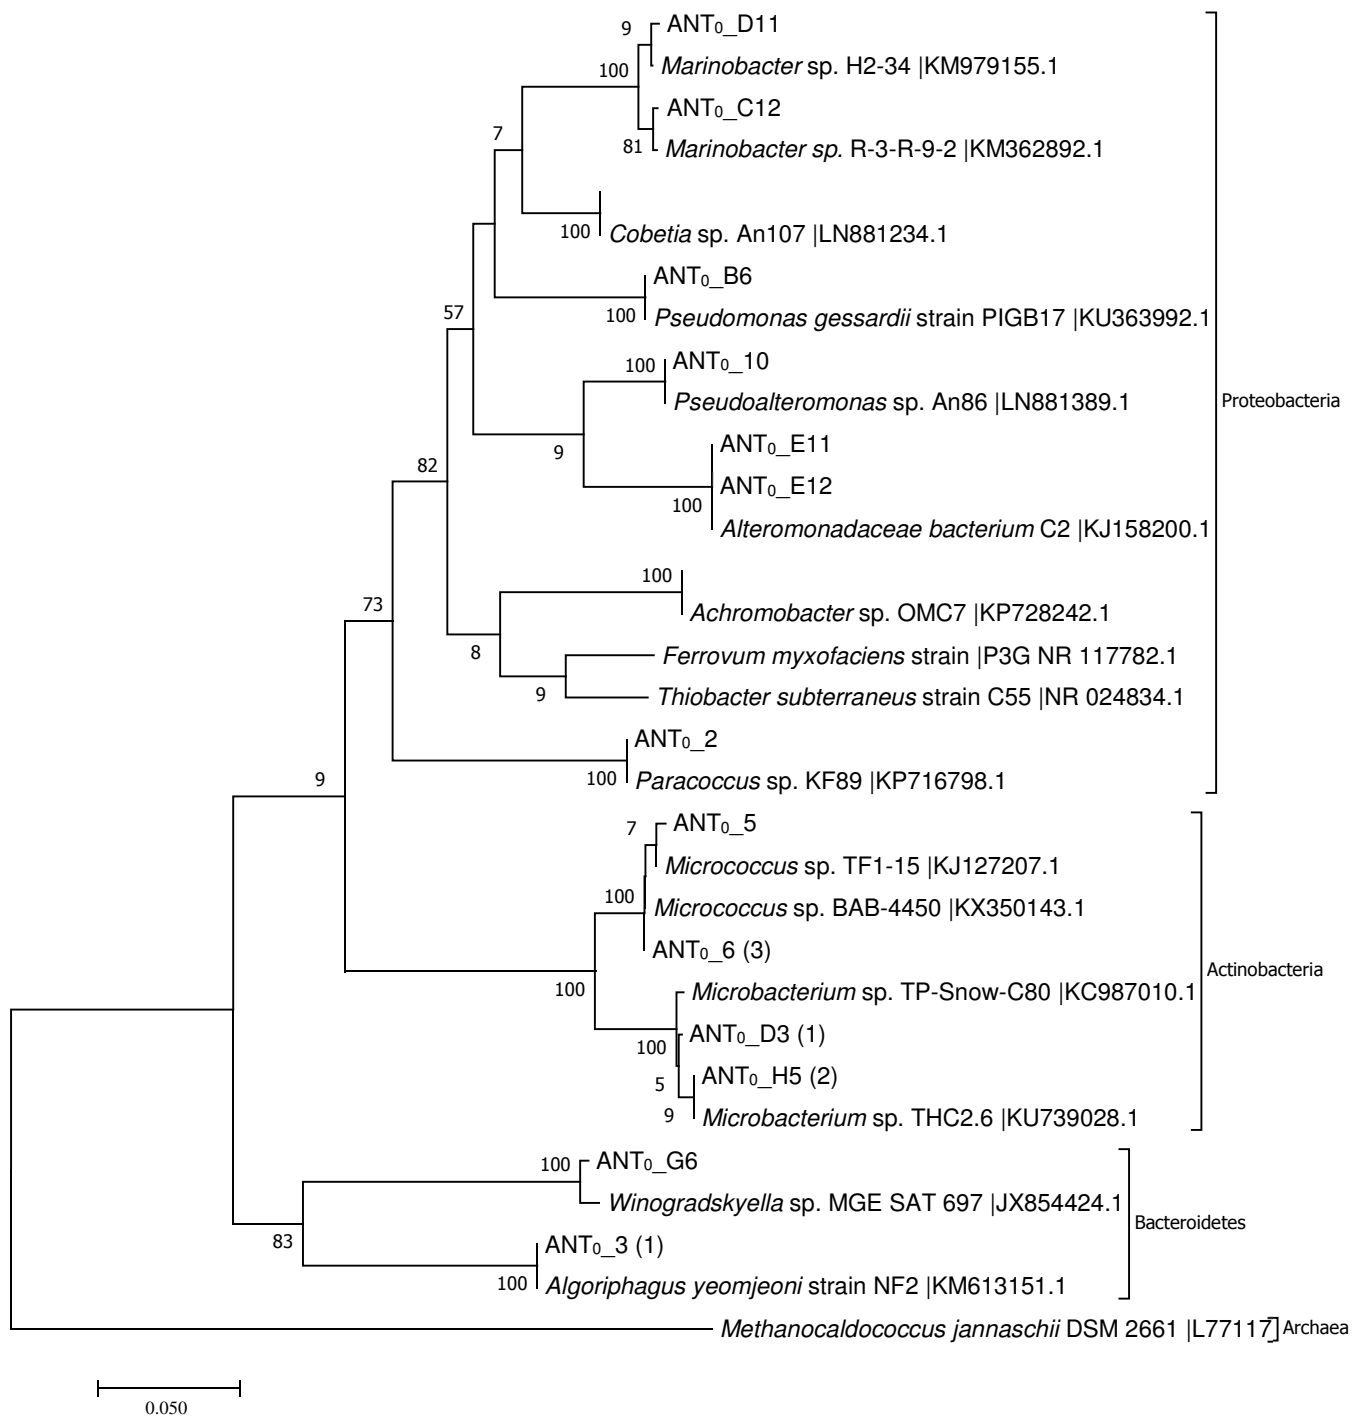 9
ANT0_D11
Marinobacter sp. H2-34 |KM979155.1
100
ANT0_C12
81
Marinobacter sp. R-3-R-9-2 |KM362892.1
7
100
Cobetia sp. An107 |LN881234.1
ANT0_B6
100
Pseudomonas gessardii strain PIGB17 |KU363992.1
57
100
ANT0_10
Pseudoalteromonas sp. An86 |LN881389.1
Proteobacteria
9
ANT0_E11
ANT0_E12
100
Alteromonadaceae bacterium C2 |KJ158200.1
82
100
Achromobacter sp. OMC7 |KP728242.1
8
Ferrovum myxofaciens strain |P3G NR 117782.1
9
Thiobacter subterraneus strain C55 |NR 024834.1
73
ANT0_2
100
Paracoccus sp. KF89 |KP716798.1
9
7
ANT0_5
Micrococcus sp. TF1-15 |KJ127207.1
100
Micrococcus sp. BAB-4450 |KX350143.1
ANT0_6 (3)
Actinobacteria
100
Microbacterium sp. TP-Snow-C80 |KC987010.1
ANT0_D3 (1)
100
ANT0_H5 (2)
5
9
Microbacterium sp. THC2.6 |KU739028.1
100
ANT0_G6
Winogradskyella sp. MGE SAT 697 |JX854424.1
Bacteroidetes
83
ANT0_3 (1)
100
Algoriphagus yeomjeoni strain NF2 |KM613151.1
Methanocaldococcus jannaschii DSM 2661 |L77117
Archaea
0.050